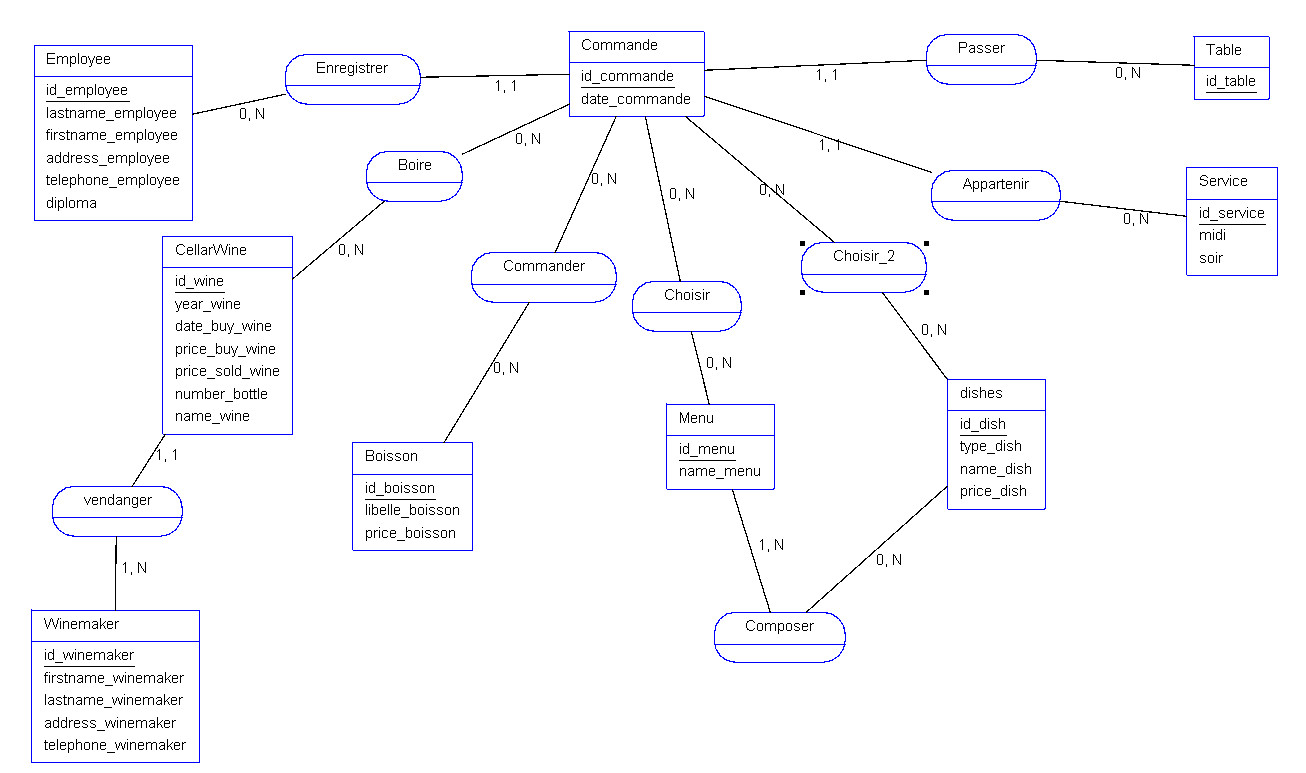 Employee
id_employee
lastname_employee
firstname_employee
address_employee
telephone_employee
diploma
0, N
Enregistrer
1, 1
Commande
id_commande
date_commande
1, 1
Passer
0, N
Table
id_table
1, 1
Appartenir
0, N
Service
id_service
midi
soir
0, N
Boire
0, N
CellarWine
id_wine
year_wine
date_buy_wine
price_buy_wine
price_sold_wine
number_bottle
name_wine
1, 1
vendanger
1, N
Winemaker
id_winemaker
firstname_winemaker
lastname_winemaker
address_winemaker
telephone_winemaker
0, N
Commander
0, N
Boisson
id_boisson
libelle_boisson
price_boisson
0, N
Choisir
0, N
Menu
id_menu
name_menu
1, N
Composer
0, N
0, N
Choisir_2
0, N
dishes
id_dish
type_dish
name_dish
price_dish